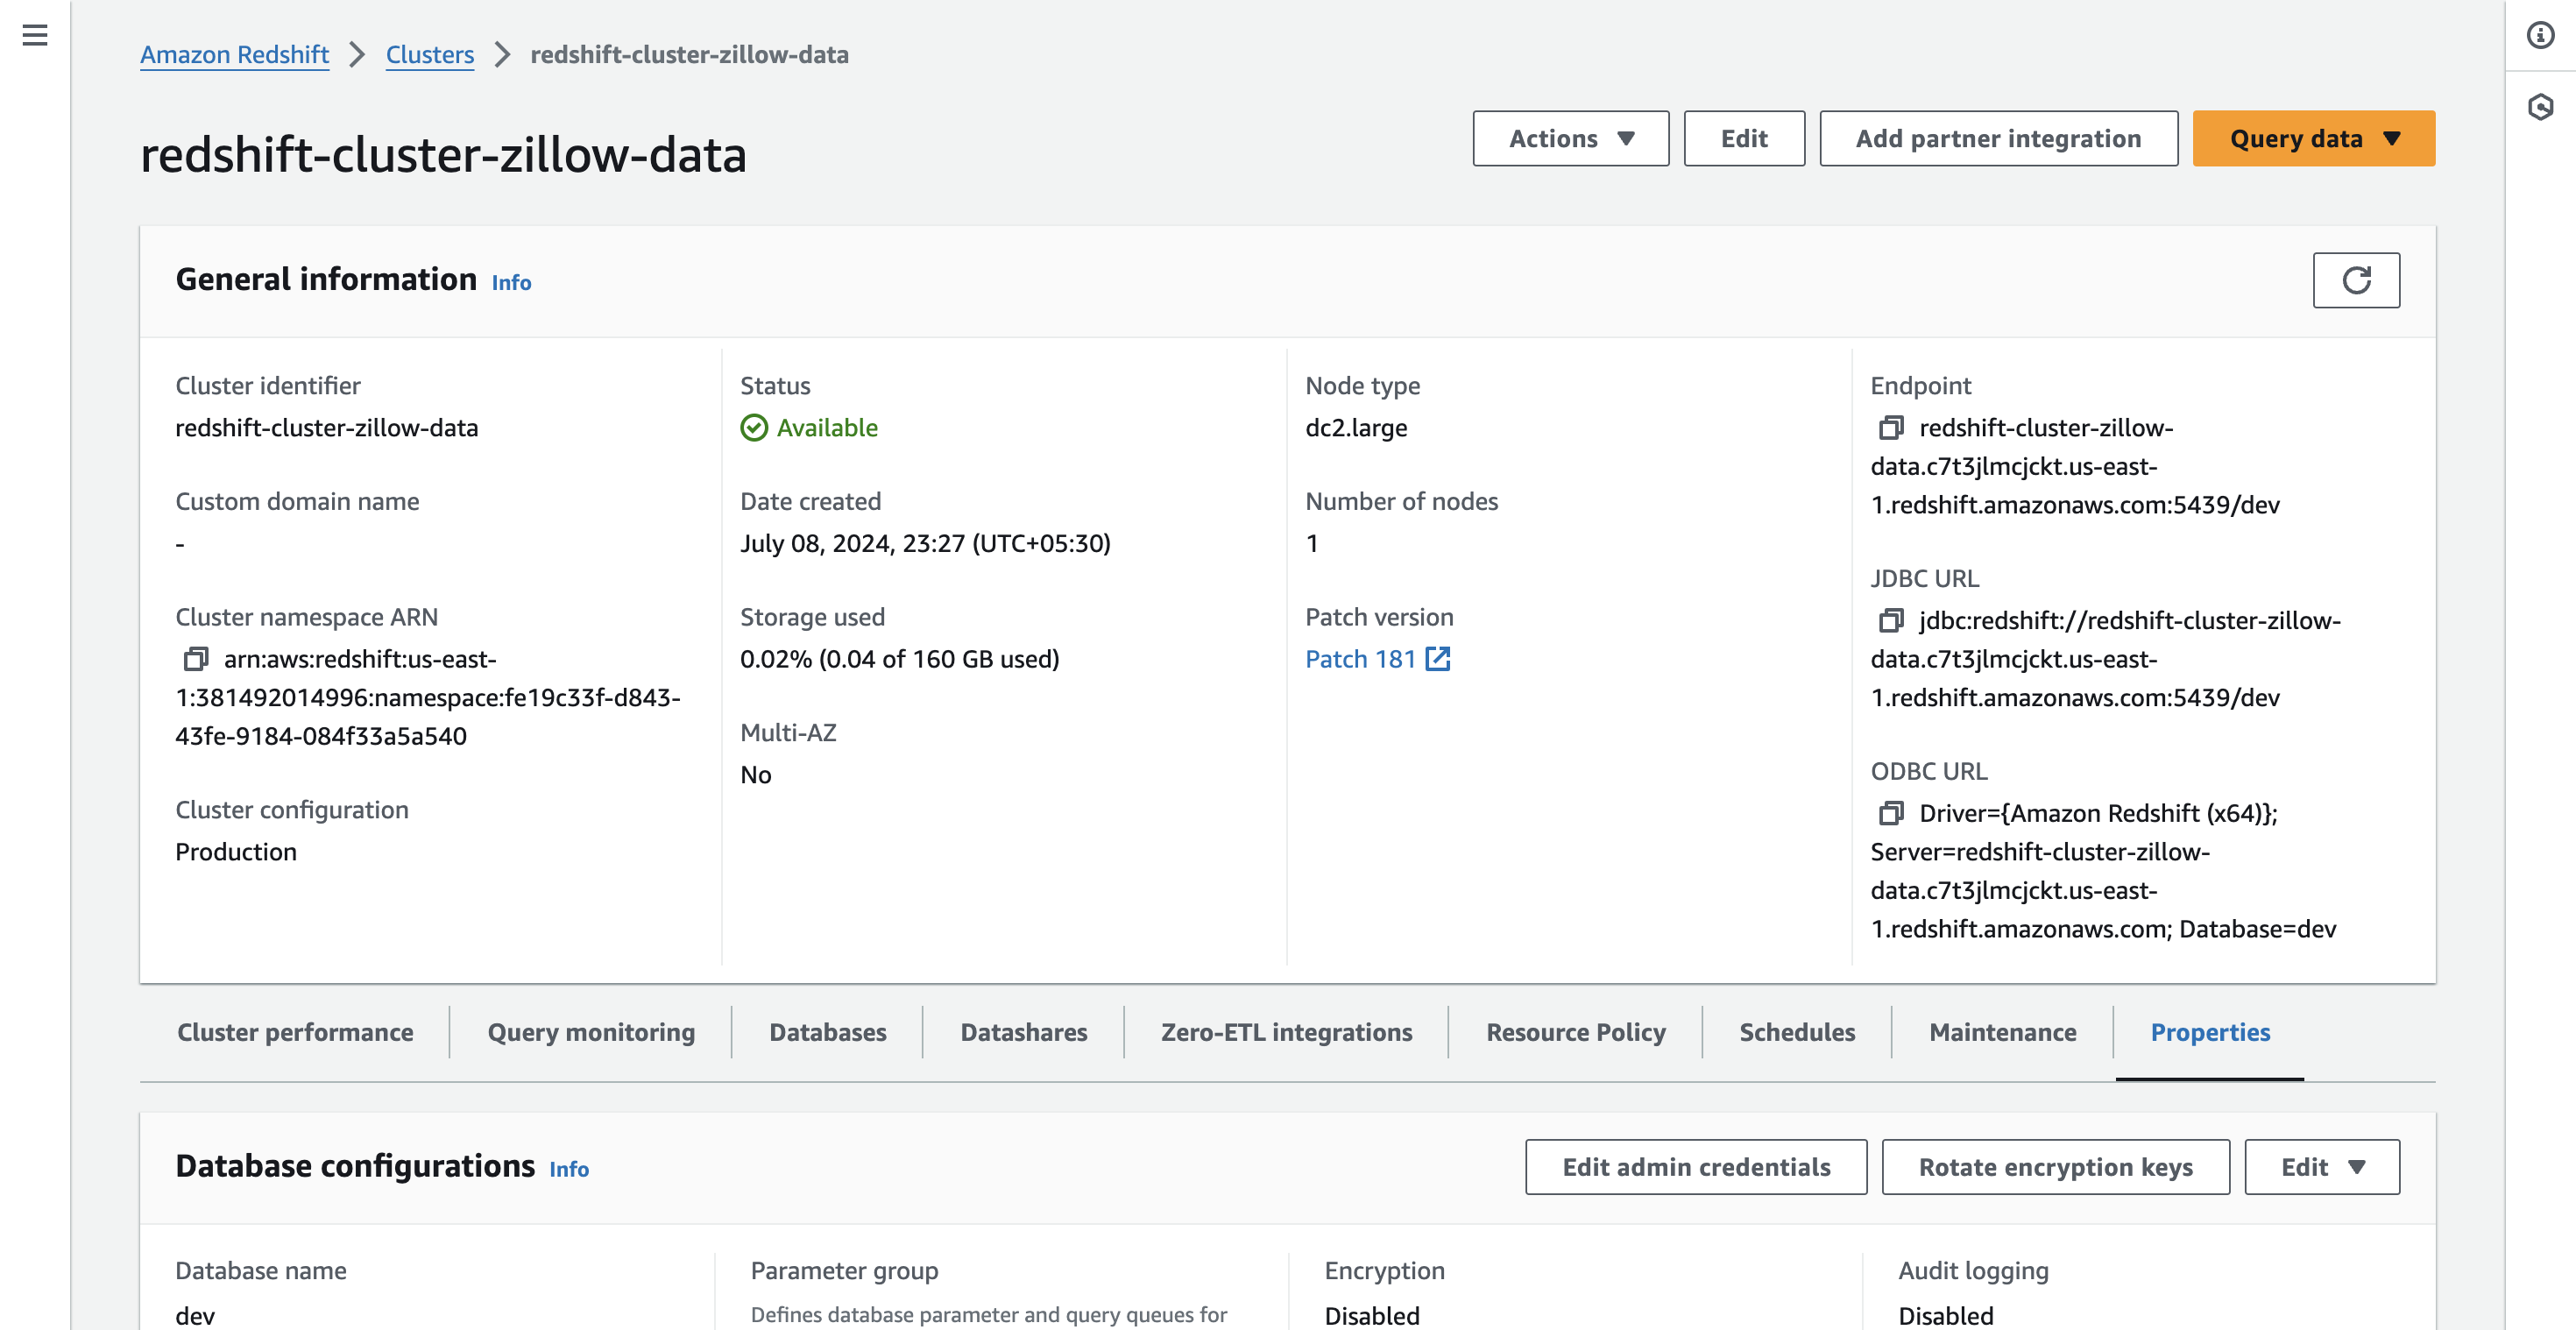 Amazon Redshift > Clusters > redshift-cluster-zillow-data
redshift-cluster-zillow-data
Actions
Edit
Add partner integration
Query data
General information Info
Cluster identifier
redshift-cluster-zillow-data
Custom domain name
-
Cluster namespace ARN
arn:aws:redshift:us-east-
1:381492014996:namespace:fe19c33f-d843-
43fe-9184-084f33a5a540
Cluster configuration
Production
Status
Available
Date created
July 08, 2024, 23:27 (UTC+05:30)
Storage used
0.02% (0.04 of 160 GB used)
Multi-AZ
No
Node type
dc2.large
Number of nodes
1
Patch version
Patch 181
Endpoint
redshift-cluster-zillow-
data.c7t3jlmcjckt.us-east-
1.redshift.amazonaws.com:5439/dev
JDBC URL
jdbc:redshift://redshift-cluster-zillow-
data.c7t3jlmcjckt.us-east-
1.redshift.amazonaws.com:5439/dev
ODBC URL
Driver={Amazon Redshift (x64)};
Server=redshift-cluster-zillow-
data.c7t3jlmcjckt.us-east-
1.redshift.amazonaws.com; Database=dev
Cluster performance
Query monitoring
Databases
Datashares
Zero-ETL integrations
Resource Policy
Schedules
Maintenance
Properties
Database configurations Info
Edit admin credentials
Rotate encryption keys
Edit
Database name
dev
Parameter group
Defines database parameter and query queues for
Encryption
Disabled
Audit logging
Disabled